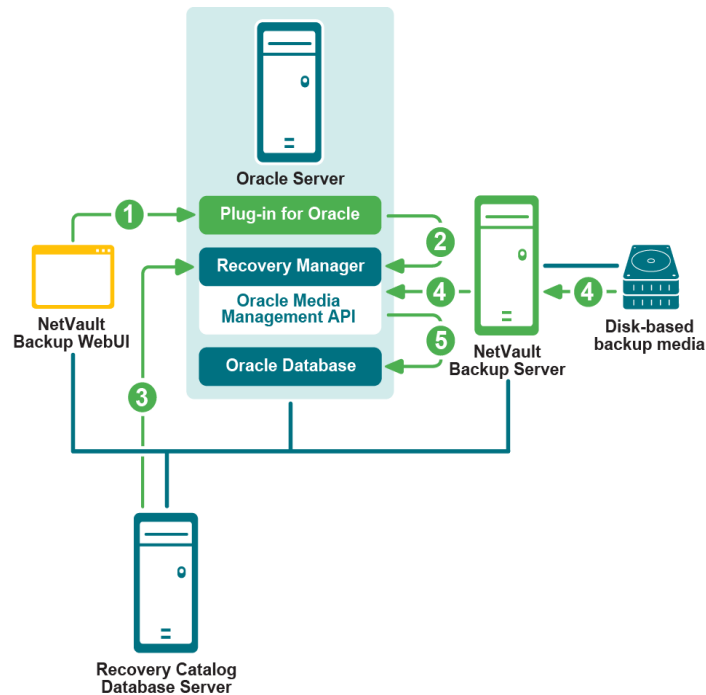 Oracle Server
1
Plug-in for Oracle
2
Recovery Manager
Oracle Media
Management API
4
4
5
Oracle Database
NetVault
Backup WebUI
NetVault
Backup Server
Disk-based
backup media
3
Recovery Catalog
Database Server